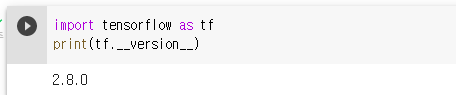 import tensorflow as tf
print(tf.__version__)
2.8.0